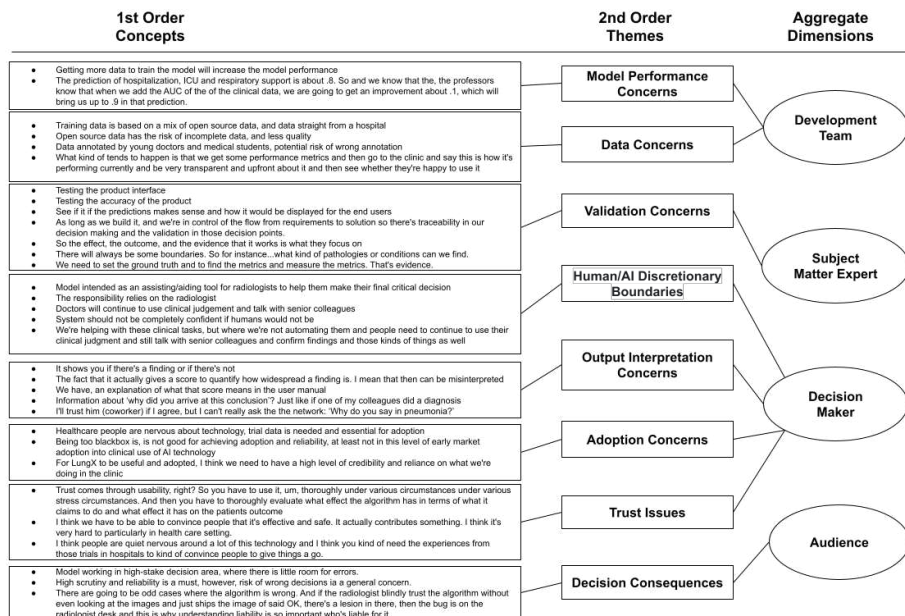 1st Order
Concepts
2nd Order
Themes
Aggregate
Dimensions
Getting more data to train the model will increase the model performance
The prediction of hospitalization, ICU and respiratory support is about .8. So and we know that the, the professors
know that when we add the AUC of the of the clinical data, we are going to get an improvement about .1, which will
bring us up to .9 in that prediction.
Training data is based on a mix of open source data, and data straight from a hospital
Open source data has the risk of incomplete data, and less quality
Data annotated by young doctors and medical students, potential risk of wrong annotation
What kind of tends to happen is that we get some performance metrics and then go to the clinic and say this is how it's
performing currently and be very transparent and upfront about it and then see whether they're happy to use it
Testing the product interface
Testing the accuracy of the product
See if it if the predictions makes sense and how it would be displayed for the end users
As long as we build it, and we're in control of the flow from requirements to solution so there's traceability in our
decision making and the validation in those decision points.
So the effect, the outcome, and the evidence that it works is what they focus on
There will always be some boundaries. So for instance...what kind of pathologies or conditions can we find.
We need to set the ground truth and to find the metrics and measure the metrics. That's evidence.
Model intended as an assisting/aiding tool for radiologists to help them make their final critical decision
The responsibility relies on the radiologist
Doctors will continue to use clinical judgement and talk with senior colleagues
System should not be completely confident if humans would not be
We're helping with these clinical tasks, but where we're not automating them and people need to continue to use their
clinical judgment and still talk with senior colleagues and confirm findings and those kinds of things as well
It shows you if there's a finding or if there's not
The fact that it actually gives a score to quantify how widespread a finding is. I mean that then can be misinterpreted
We have, an explanation of what that score means in the user manual
Information about 'why did you arrive at this conclusion'? Just like if one of my colleagues did a diagnosis
I'll trust him (coworker) if I agree, but I can't really ask the the network: 'Why do you say in pneumonia?'
Healthcare people are nervous about technology, trial data is needed and essential for adoption
Being too blackbox is, is not good for achieving adoption and reliability, at least not in this level of early market
adoption into clinical use of AI technology
For LungX to be useful and adopted, I think we need to have a high level of credibility and reliance on what we're
doing in the clinic
Trust comes through usability, right? So you have to use it, um, thoroughly under various circumstances under various
stress circumstances. And then you have to thoroughly evaluate what effect the algorithm has in terms of what it
claims to do and what effect it has on the patients outcome
I think we have to be able to convince people that it's effective and safe. It actually contributes something. I think it's
very hard to particularly in health care setting.
I think people are quiet nervous around a lot of this technology and I think you kind of need the experiences from
those trials in hospitals to kind of convince people to give things a go.
Model working in high-stake decision area, where there is little room for errors.
High scrutiny and reliability is a must, however, risk of wrong decisions ia a general concern.
There are going to be odd cases where the algorithm is wrong. And if the radiologist blindly trust the algorithm without
even looking at the images and just ships the image of said OK, there's a lesion in there, then the bug is on the
radiologist desk and this is why understanding liability is so important who's liable for it
Model Performance
Concerns
Data Concerns
Validation Concerns
Human/AI Discretionary
Boundaries
Output Interpretation
Concerns
Adoption Concerns
Trust Issues
Decision Consequences
Development
Team
Subject
Matter Expert
Decision
Maker
Audience